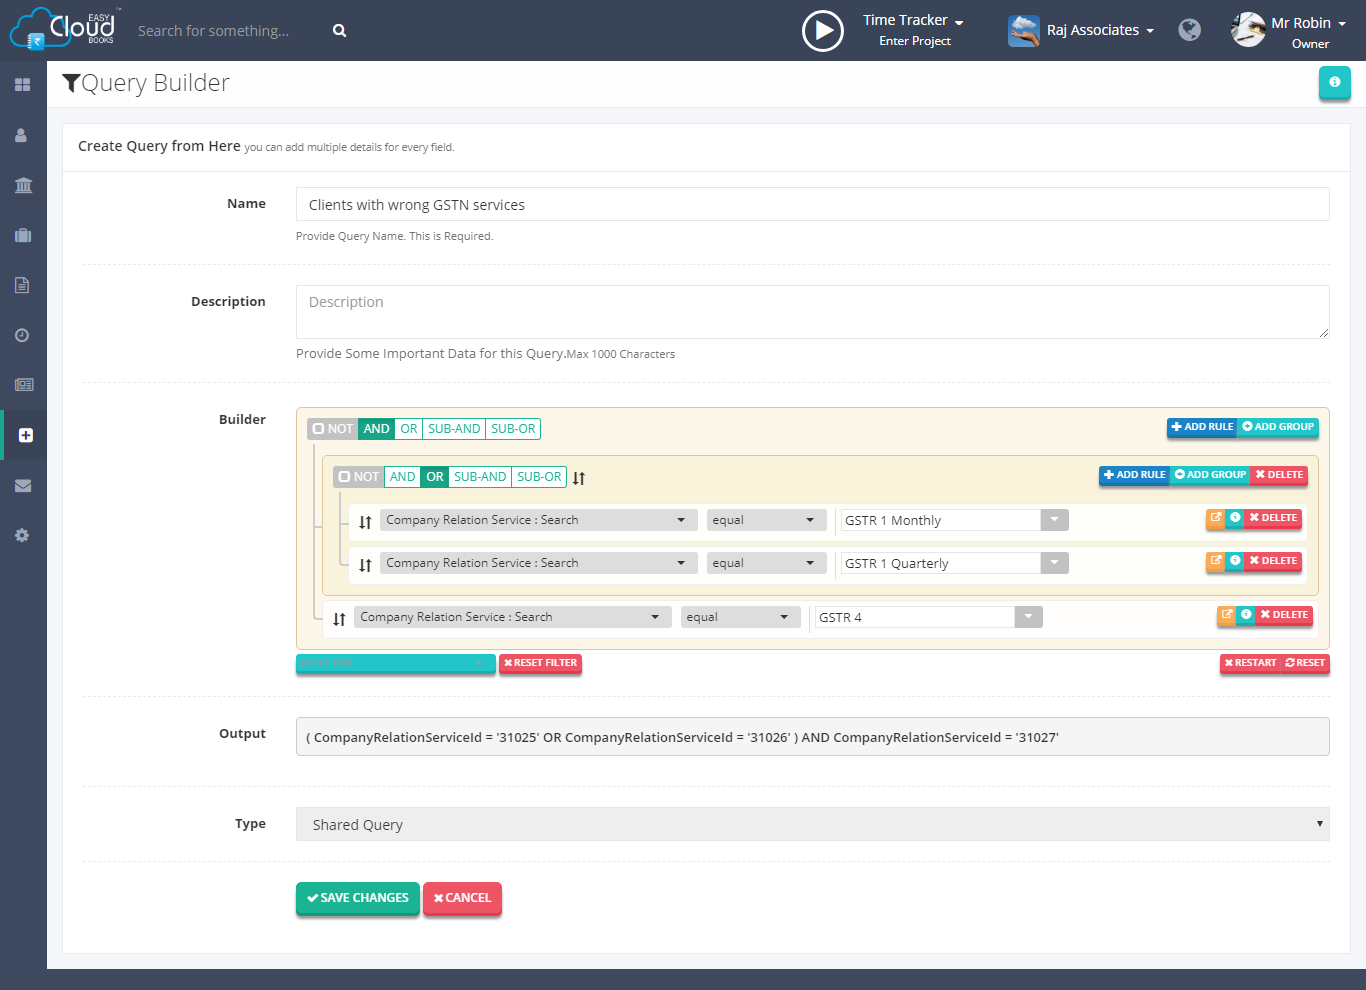 EASY
Cloud™
BOOKS
Search for something...
Time Tracker
Enter Project
Raj Associates
Mr Robin
Owner
Query Builder
Create Query from Here you can add multiple details for every field.
Name
Clients with wrong GSTN services
Provide Query Name. This is Required.
Description
Description
Provide Some Important Data for this Query.Max 1000 Characters
Builder
NOT AND OR SUB-AND SUB-OR
ADD RULE ADD GROUP
NOT AND OR SUB-AND SUB-OR
ADD RULE ADD GROUP DELETE
Company Relation Service : Search equal GSTR 1 Monthly DELETE
Company Relation Service : Search equal GSTR 1 Quarterly DELETE
Company Relation Service : Search equal GSTR 4 DELETE
RESET FILTER
RESTART RESET
Output
( CompanyRelationServiceId = '31025' OR CompanyRelationServiceId = '31026' ) AND CompanyRelationServiceId = '31027'
Type
Shared Query
SAVE CHANGES CANCEL